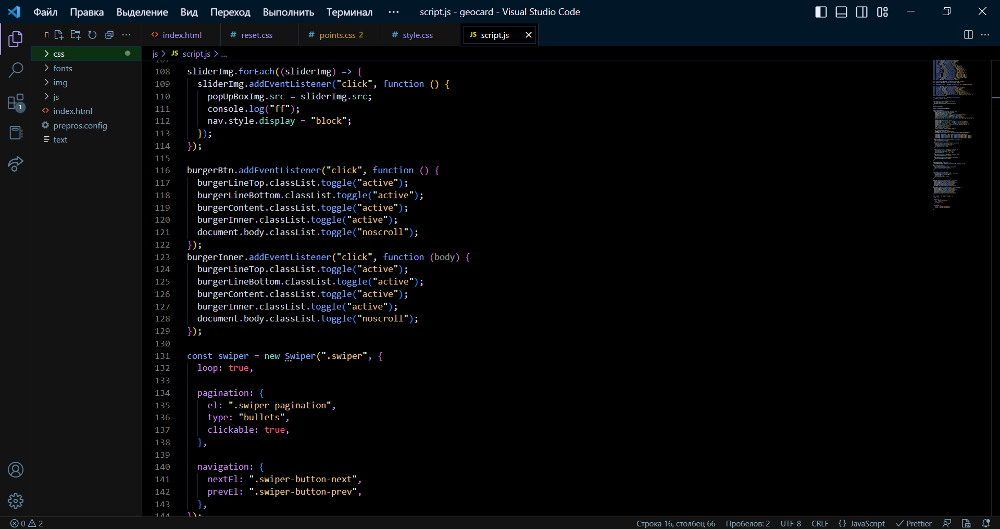 Файл Правка Выделение Вид Переход Выполнить Терминал ··· script.js - geocard - Visual Studio Code
index.html # reset.css # points.css 2 # style.css JS script.js
js > JS script.js > ...
css
fonts
img
js
index.html
prepros.config
text
1
108 sliderImg.forEach((sliderImg) => {
109 sliderImg.addEventListener("click", function () {
110 popUpBoxImg.src = sliderImg.src;
111 console.log("ff");
112 nav.style.display = "block";
113 });
114 });
115
116 burgerBtn.addEventListener("click", function () {
117 burgerLineTop.classList.toggle("active");
118 burgerLineBottom.classList.toggle("active");
119 burgerContent.classList.toggle("active");
120 burgerInner.classList.toggle("active");
121 document.body.classList.toggle("noscroll");
122 });
123 burgerInner.addEventListener("click", function (body) {
124 burgerLineTop.classList.toggle("active");
125 burgerLineBottom.classList.toggle("active");
126 burgerContent.classList.toggle("active");
127 burgerInner.classList.toggle("active");
128 document.body.classList.toggle("noscroll");
129 });
130
131 const swiper = new Swiper(".swiper", {
132 loop: true,
133
134 pagination: {
135 el: ".swiper-pagination",
136 type: "bullets",
137 clickable: true,
138 },
139
140 navigation: {
141 nextEl: ".swiper-button-next",
142 prevEl: ".swiper-button-prev",
143 },
144 });
0 2 Строка 16, столбец 66 Пробелов: 2 UTF-8 CRLF {} JavaScript Prettier